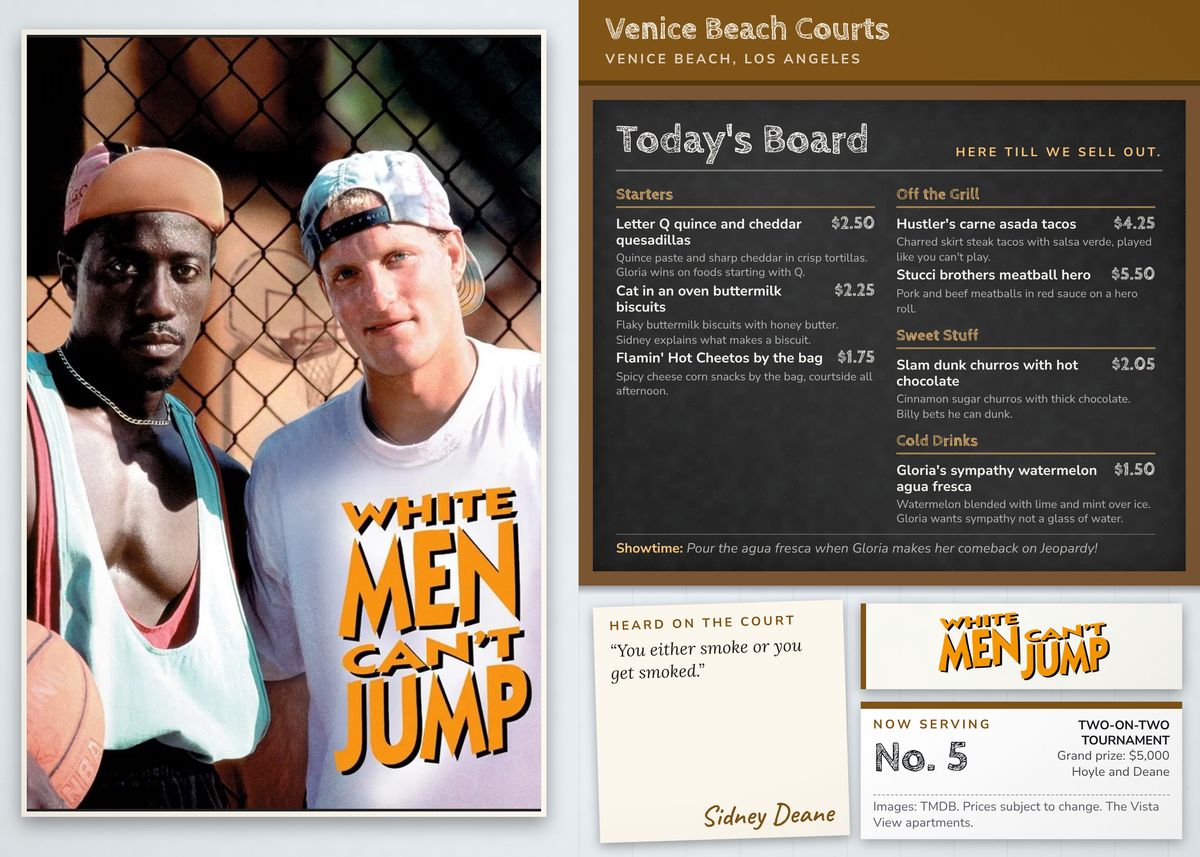 WHITE
MEN
CAN'T
JUMP
NBA
Venice Beach Courts
VENICE BEACH, LOS ANGELES
Today's Board
HERE TILL WE SELL OUT.
Starters
Letter Q quince and cheddar $2.50
quesadillas
Quince paste and sharp cheddar in crisp tortillas.
Gloria wins on foods starting with Q.
Cat in an oven buttermilk $2.25
biscuits
Flaky buttermilk biscuits with honey butter.
Sidney explains what makes a biscuit.
Flamin' Hot Cheetos by the bag $1.75
Spicy cheese corn snacks by the bag, courtside all
afternoon.
Off the Grill
Hustler's carne asada tacos $4.25
Charred skirt steak tacos with salsa verde, played
like you can't play.
Stucci brothers meatball hero $5.50
Pork and beef meatballs in red sauce on a hero
roll.
Sweet Stuff
Slam dunk churros with hot $2.05
chocolate
Cinnamon sugar churros with thick chocolate.
Billy bets he can dunk.
Cold Drinks
Gloria's sympathy watermelon $1.50
agua fresca
Watermelon blended with lime and mint over ice.
Gloria wants sympathy not a glass of water.
Showtime: Pour the agua fresca when Gloria makes her comeback on Jeopardy!
HEARD ON THE COURT
“You either smoke or you
get smoked.”
Sidney Deane
WHITE
MEN CAN'T
JUMP
NOW SERVING
No. 5
TWO-ON-TWO
TOURNAMENT
Grand prize: $5,000
Hoyle and Deane
Images: TMDB. Prices subject to change. The Vista
View apartments.